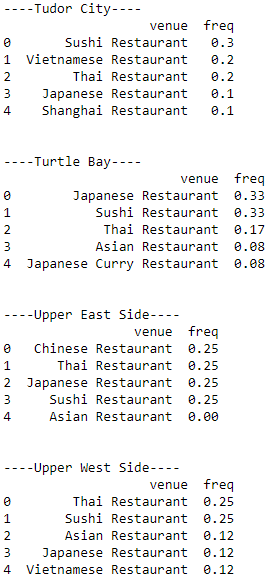 ----Tudor City----
venue freq
0 Sushi Restaurant 0.3
1 Vietnamese Restaurant 0.2
2 Thai Restaurant 0.2
3 Japanese Restaurant 0.1
4 Shanghai Restaurant 0.1
----Turtle Bay----
venue freq
0 Japanese Restaurant 0.33
1 Sushi Restaurant 0.33
2 Thai Restaurant 0.17
3 Asian Restaurant 0.08
4 Japanese Curry Restaurant 0.08
----Upper East Side----
venue freq
0 Chinese Restaurant 0.25
1 Thai Restaurant 0.25
2 Japanese Restaurant 0.25
3 Sushi Restaurant 0.25
4 Asian Restaurant 0.00
----Upper West Side----
venue freq
0 Thai Restaurant 0.25
1 Sushi Restaurant 0.25
2 Asian Restaurant 0.12
3 Japanese Restaurant 0.12
4 Vietnamese Restaurant 0.12